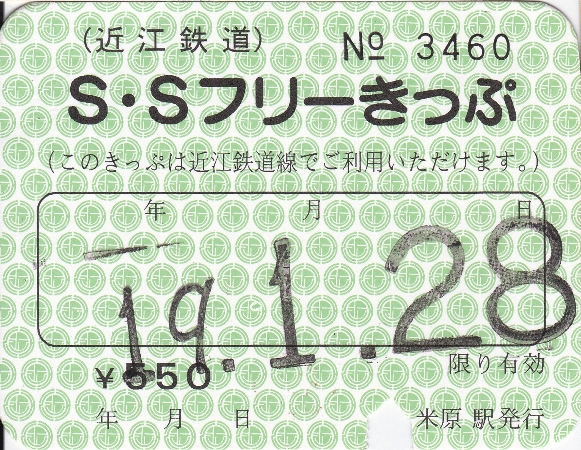 (近江鉄道) № 3460
S・Sフリーきっぷ
(このきっぷは近江鉄道線でご利用いただけます。)
年 月 日
19.1.28
限り有効
¥550
年 月 日 米原 駅発行